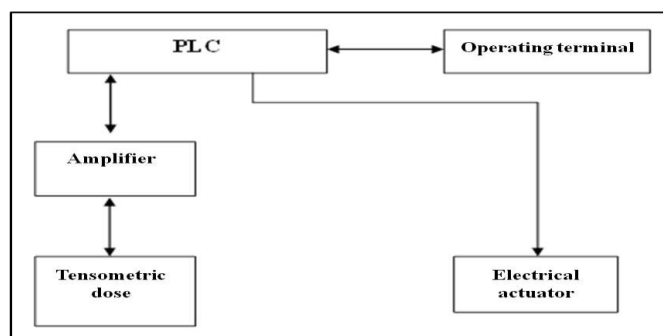 PLC
Operating terminal
Amplifier
Tensometric
dose
Electrical
actuator